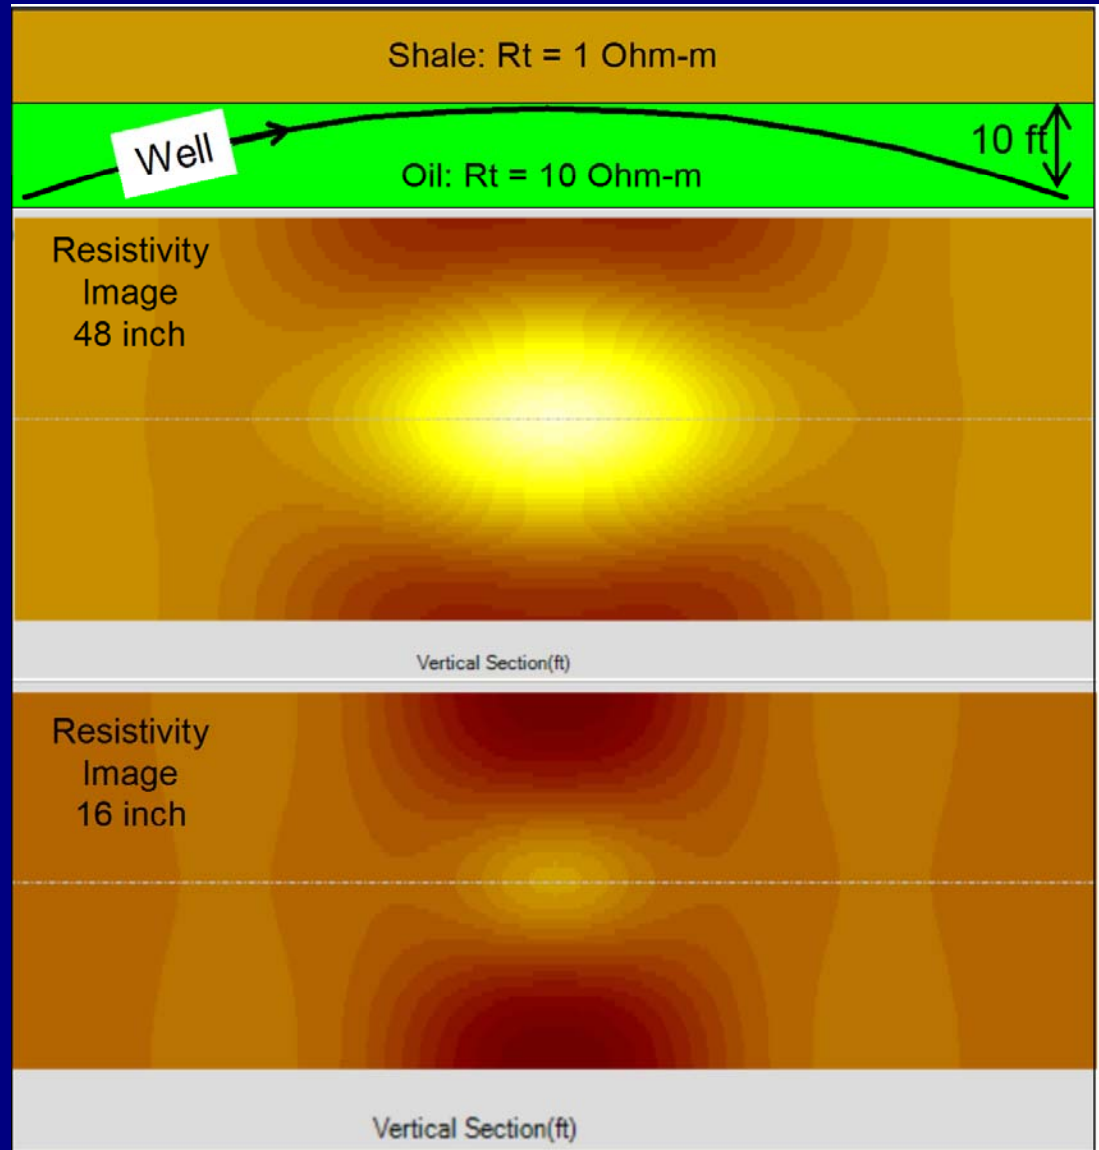 Shale: Rt = 1 Ohm-m
Well
10 ft
Oil: Rt = 10 Ohm-m
Resistivity
Image
48 inch
Vertical Section(ft)
Resistivity
Image
16 inch
Vertical Section(ft)